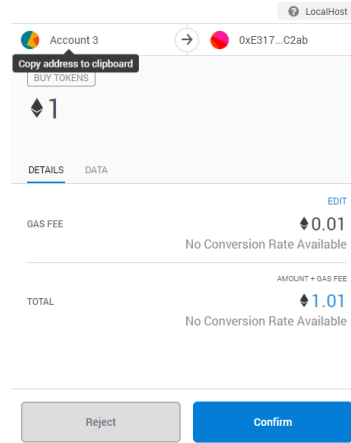 LocalHost
Account 3
0xE317...C2ab
Copy address to clipboard
BUY TOKENS
1
DETAILS
DATA
EDIT
GAS FEE
0.01
No Conversion Rate Available
AMOUNT + GAS FEE
TOTAL
1.01
No Conversion Rate Available
Reject
Confirm